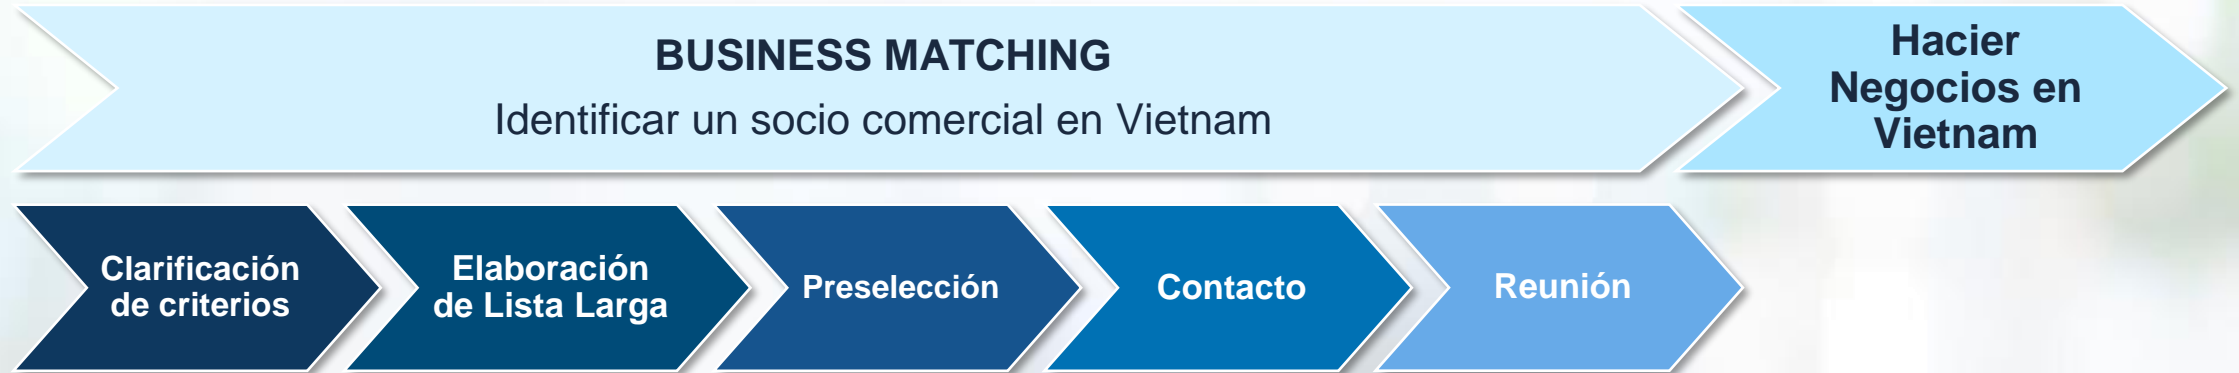 BUSINESS MATCHING
Identificar un socio comercial en Vietnam
Hacier
Negocios en
Vietnam
Clarificación
de criterios
Elaboración
de Lista Larga
Preselección
Contacto
Reunión